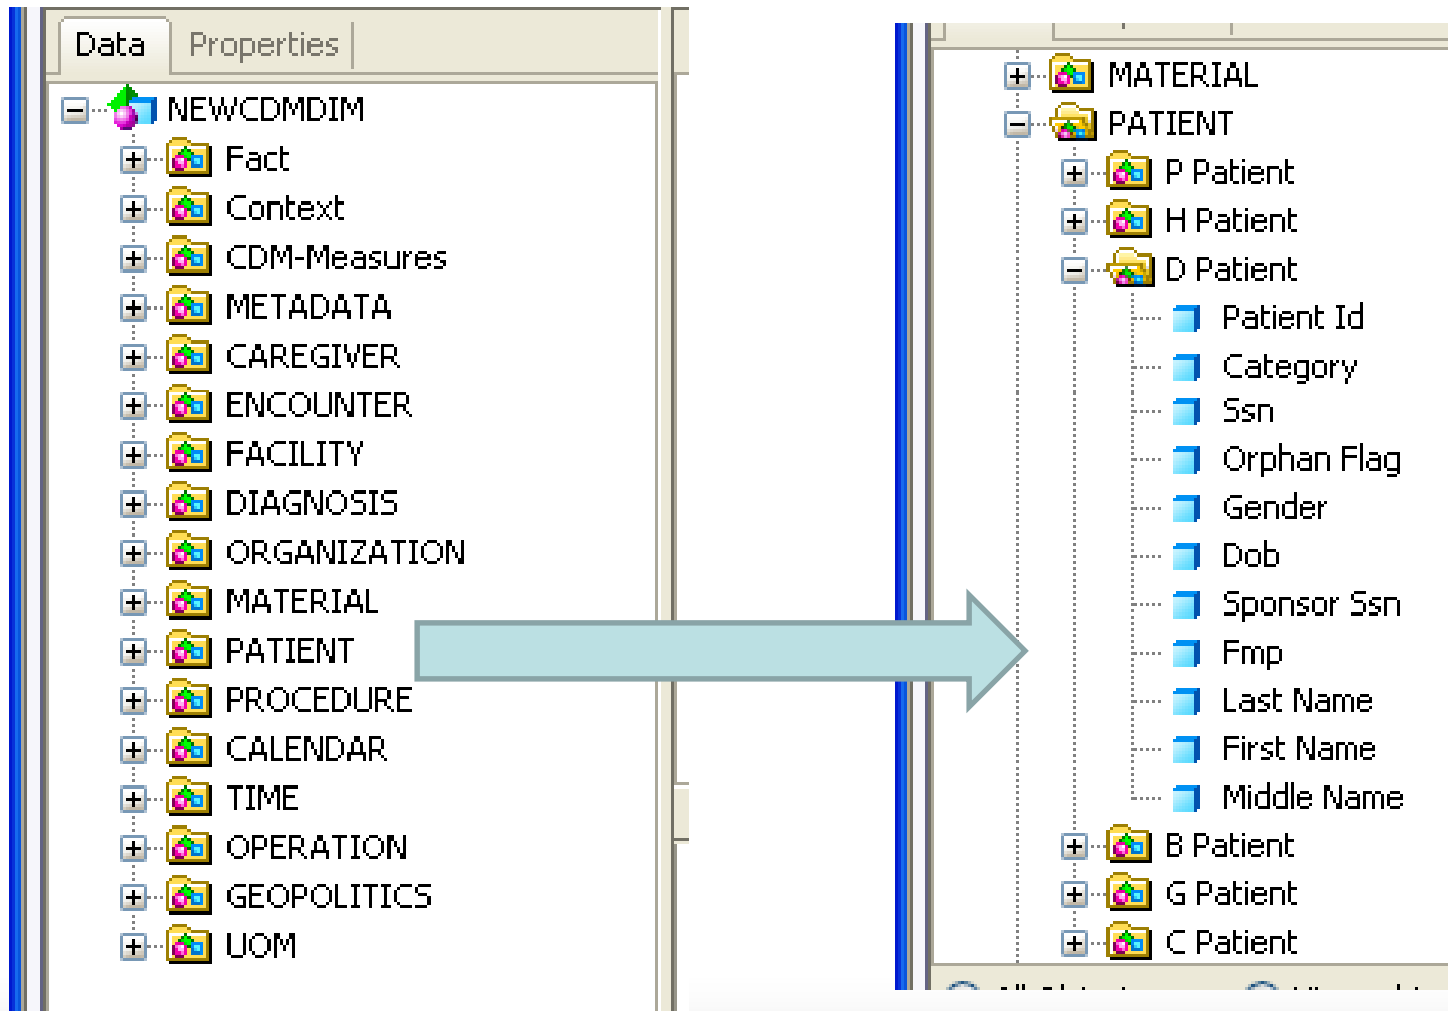 Data Properties
NEWCDMDIM
Fact
Context
CDM-Measures
METADATA
CAREGIVER
ENCOUNTER
FACILITY
DIAGNOSIS
ORGANIZATION
MATERIAL
PATIENT
PROCEDURE
CALENDAR
TIME
OPERATION
GEOPOLITICS
UOM
MATERIAL
PATIENT
P Patient
H Patient
D Patient
Patient Id
Category
Ssn
Orphan Flag
Gender
Dob
Sponsor Ssn
Fmp
Last Name
First Name
Middle Name
B Patient
G Patient
C Patient